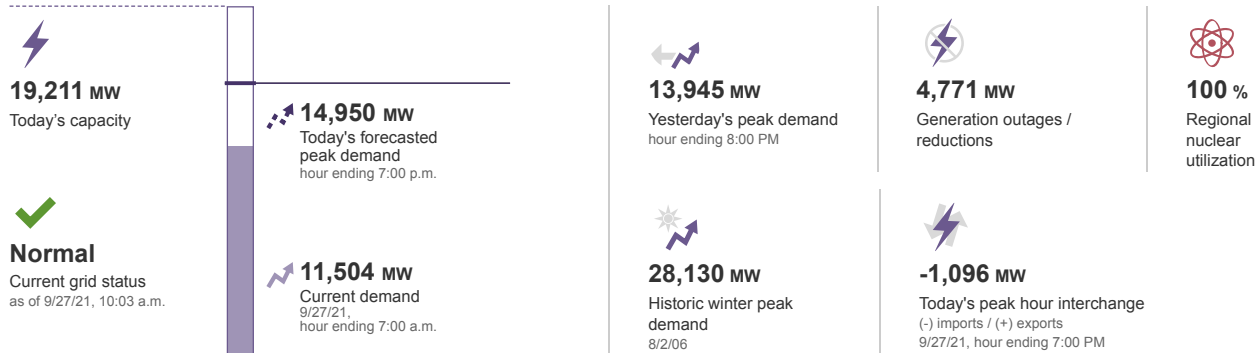 19,211 MW
Today's capacity
Normal
Current grid status
as of 9/27/21, 10:03 a.m.
14,950 MW
Today's forecasted
peak demand
hour ending 7:00 p.m.
11,504 MW
Current demand
9/27/21,
hour ending 7:00 a.m.
13,945 MW
Yesterday's peak demand
hour ending 8:00 PM
4,771 MW
Generation outages /
reductions
100 %
Regional
nuclear
utilization
28,130 MW
Historic winter peak
demand
8/2/06
-1,096 MW
Today's peak hour interchange
(-) imports / (+) exports
9/27/21, hour ending 7:00 PM